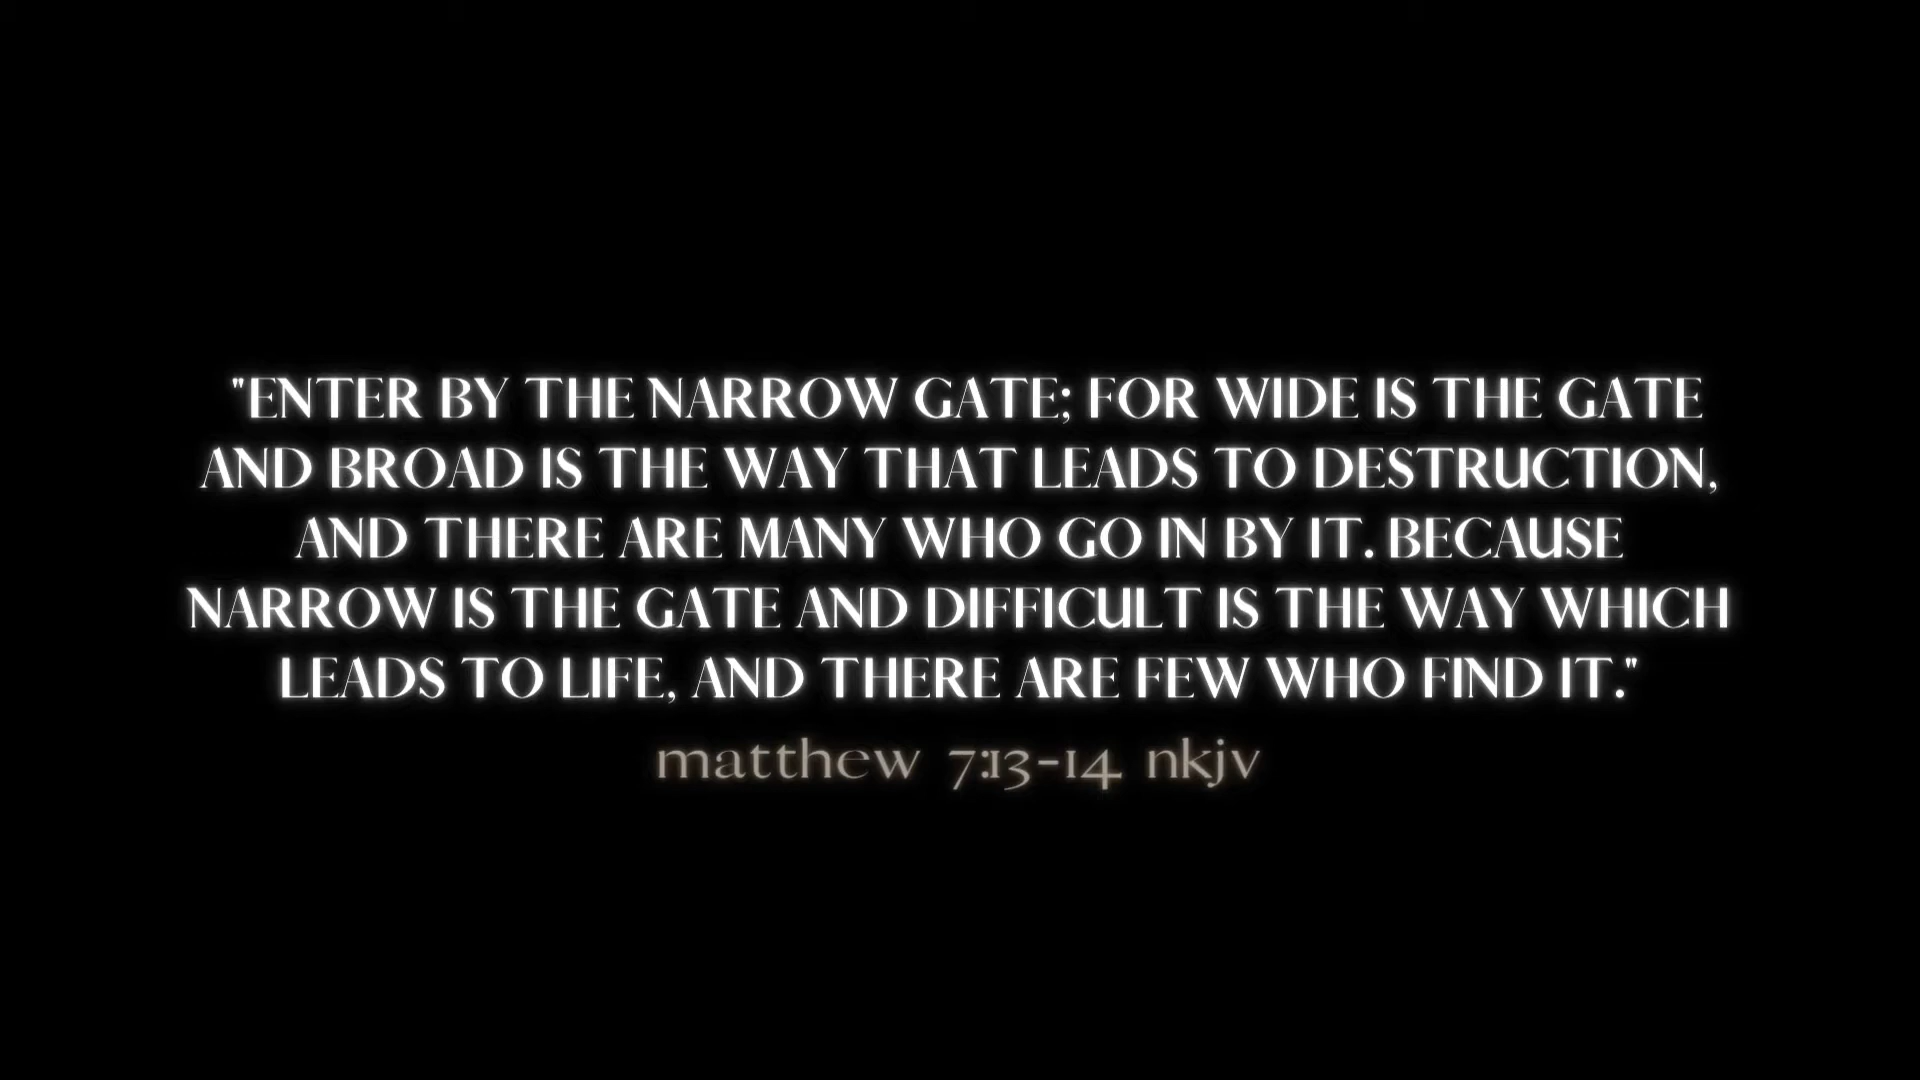 "ENTER BY THE NARROW GATE; FOR WIDE IS THE GATE
AND BROAD IS THE WAY THAT LEADS TO DESTRUCTION,
AND THERE ARE MANY WHO GO IN BY IT. BECAUSE
NARROW IS THE GATE AND DIFFICULT IS THE WAY WHICH
LEADS TO LIFE, AND THERE ARE FEW WHO FIND IT."
matthew 7:13-14 nkjv